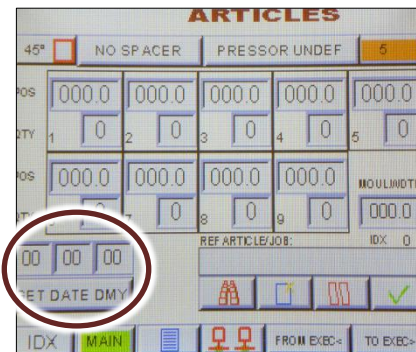 ARTICLES
45° NO SPACER PRESSOR UNDEF 5
POS 000.0 000.0 000.0 000.0 000.0
QTY 1 0 2 0 3 0 4 0 5 0
POS 000.0 000.0 000.0 000.0 MOULWIDTH
QTY 0 7 0 8 0 9 0 000.0
REF ARTICLE/JOB: IDX 0
00 00 00
SET DATE DMY
IDX MAIN FROM EXEC< TO EXEC>